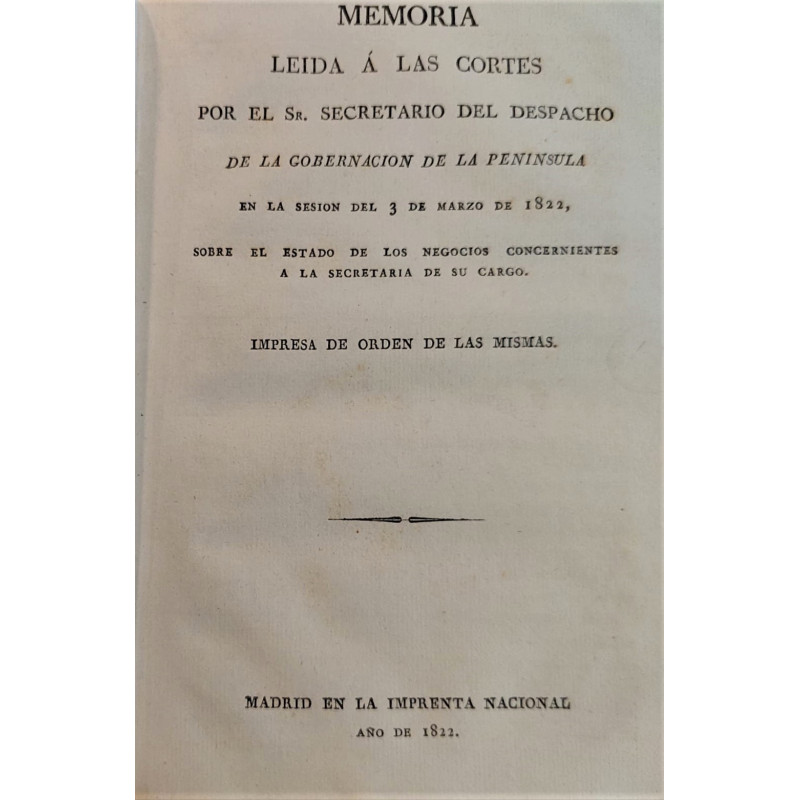 MEMORIA
LEIDA Á LAS CORTES
POR EL SR. SECRETARIO DEL DESPACHO
DE LA GOBERNACION DE LA PENINSULA
EN LA SESION DEL 3 DE MARZO DE 1822,
SOBRE EL ESTADO DE LOS NEGOCIOS CONCERNIENTES
A LA SECRETARIA DE SU CARGO.
IMPRESA DE ORDEN DE LAS MISMAS.
MADRID EN LA IMPRENTA NACIONAL
AÑO DE 1822.